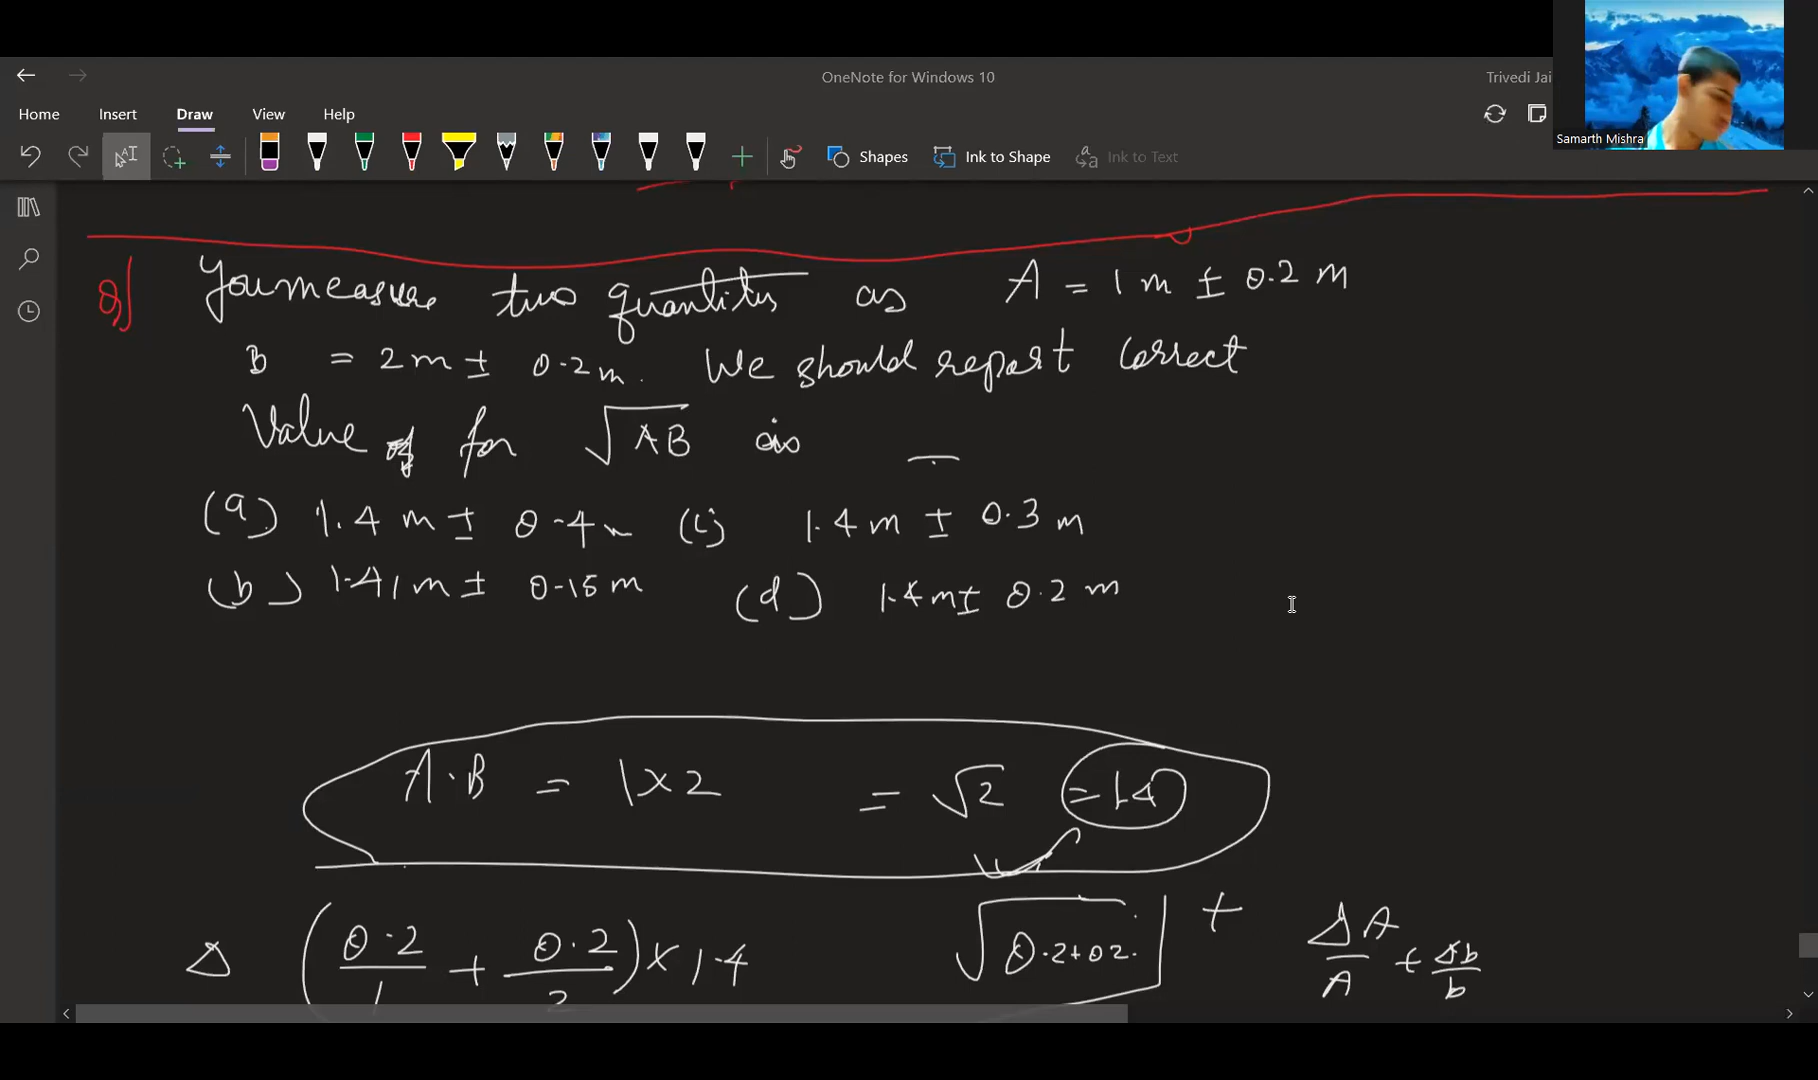 OneNote for Windows 10
Trivedi Jai
Samarth Mishra
Home Insert Draw View Help
Shapes Ink to Shape Ink to Text
Q) You measure two quantites as A = 1 m ± 0.2 m
B = 2 m ± 0.2 m. We should report correct
Value for √AB is
(a) 1.4 m ± 0.4 m (c) 1.4 m ± 0.3 m
(b) 1.41 m ± 0.15 m (d) 1.4 m ± 0.2 m
A·B = 1 x 2 = √2 = 1.4
Δ (0.2/1 + 0.2/2) x 1.4 √0.2+0.2 + ΔA/A + Δb/b